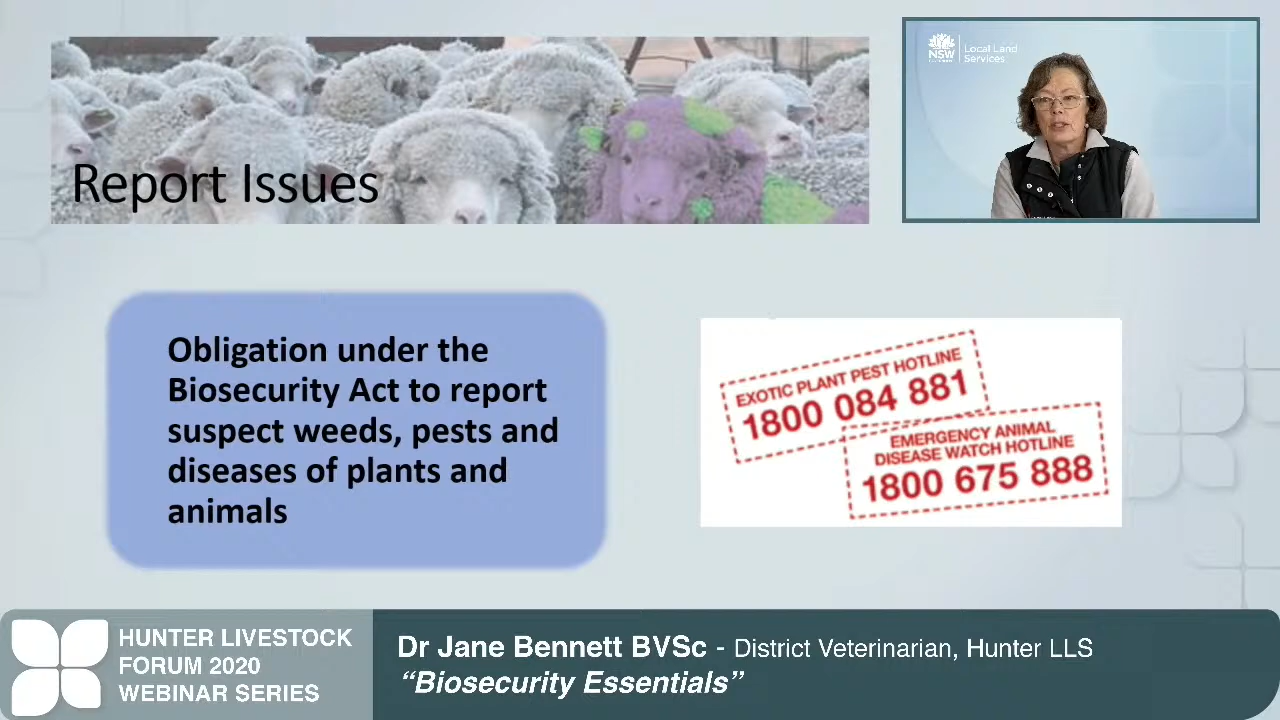 Report Issues
NSW
Local Land
Services
Obligation under the
Biosecurity Act to report
suspect weeds, pests and
diseases of plants and
animals
EXOTIC PLANT PEST HOTLINE
1800 084 881
EMERGENCY ANIMAL
DISEASE WATCH HOTLINE
1800 675 888
HUNTER LIVESTOCK
FORUM 2020
WEBINAR SERIES
Dr Jane Bennett BVSc - District Veterinarian, Hunter LLS
“Biosecurity Essentials”